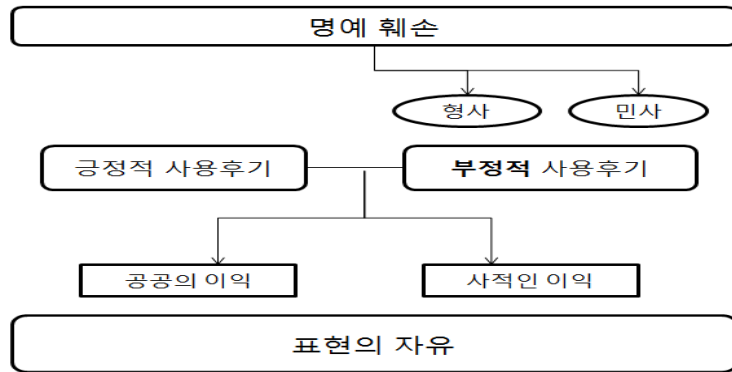 명예 훼손
형사
민사
긍정적 사용후기
부정적 사용후기
공공의 이익
사적인 이익
표현의 자유